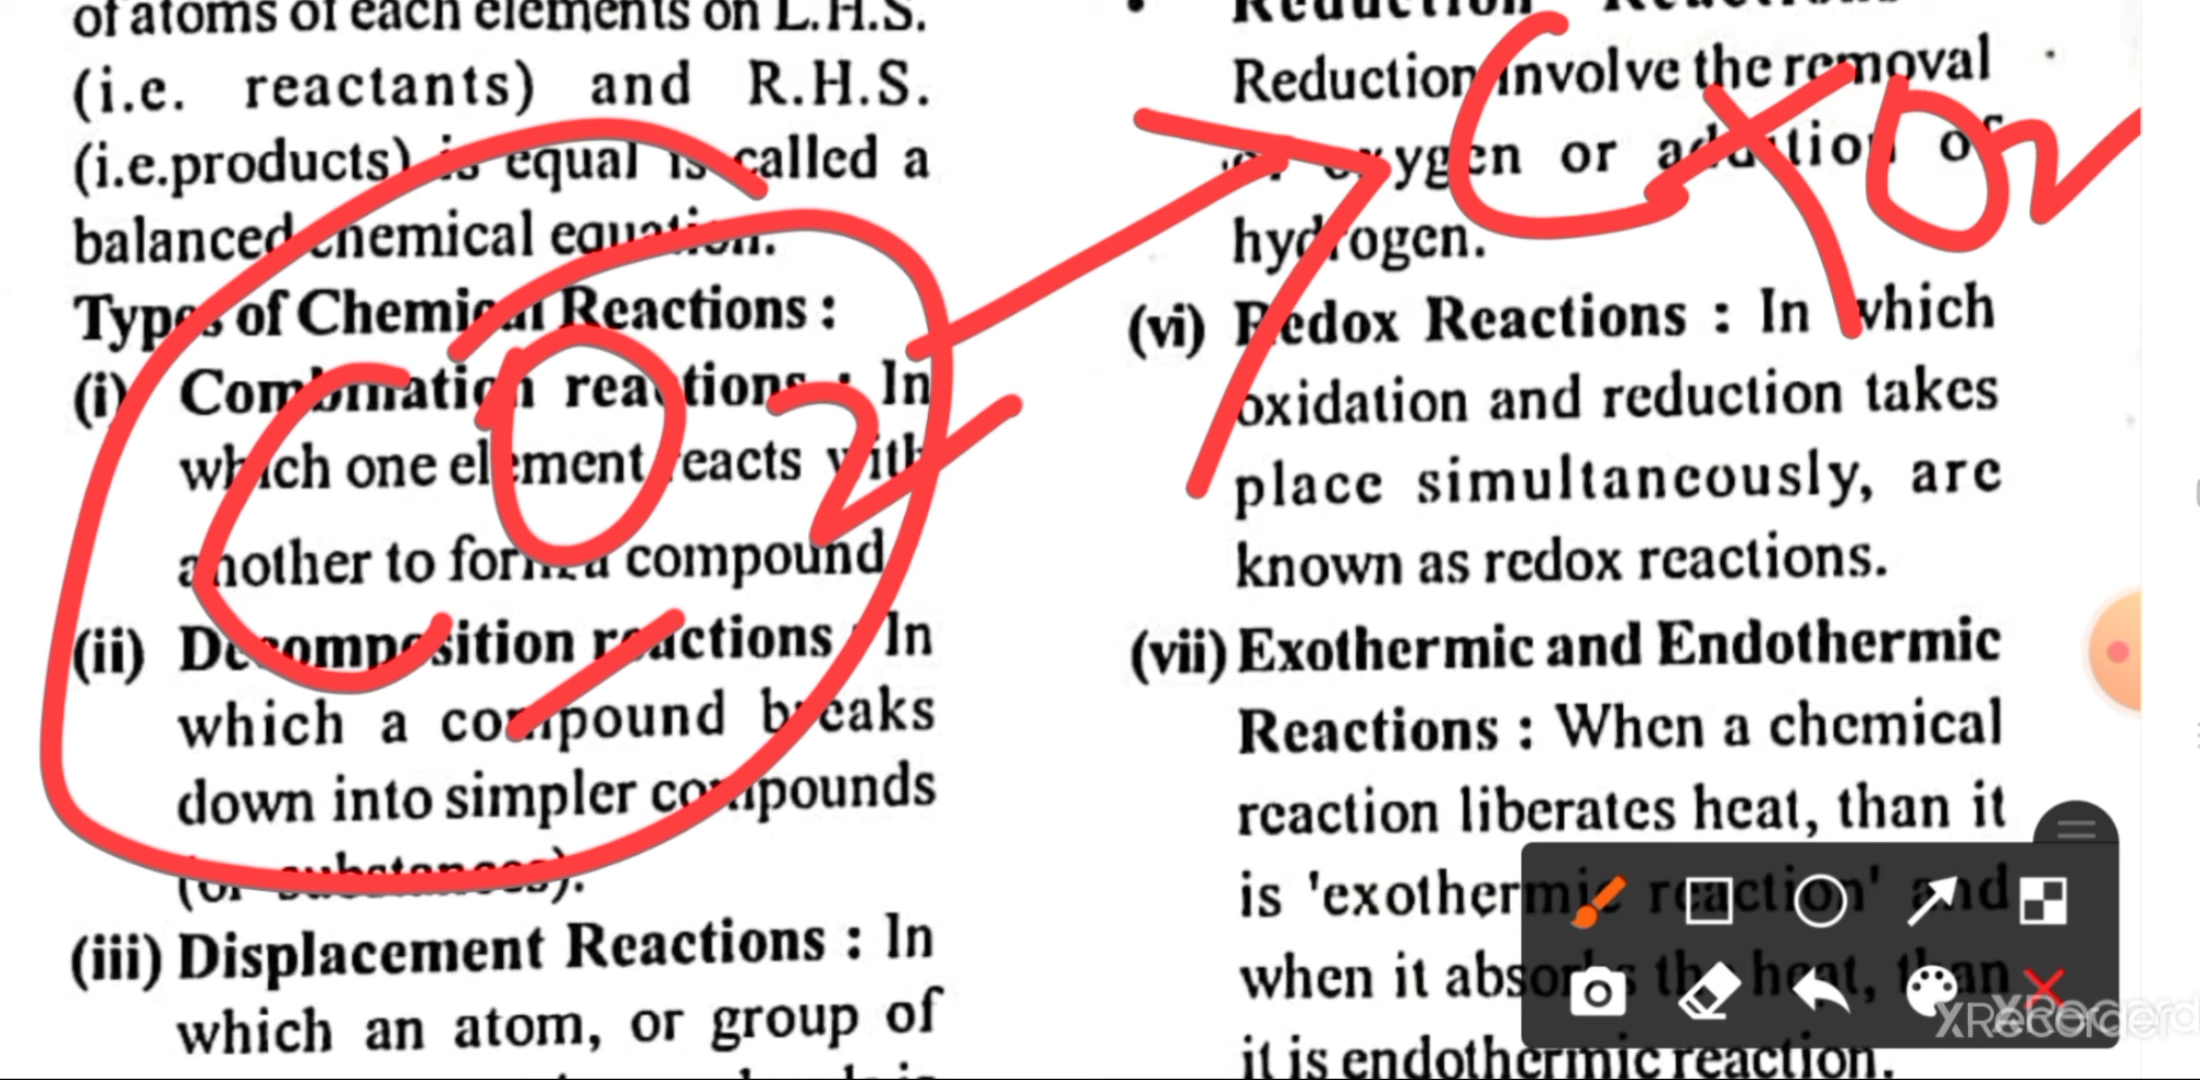 of atoms of each elements on L.H.S.
(i.e. reactants) and R.H.S.
(i.e.products) is equal is called a
balanced chemical equation.
Types of Chemical Reactions :
(i) Combination reactions : In
which one element reacts with
another to form a compound
(ii) Decomposition reactions : In
which a compound breaks
down into simpler compounds
(or substances).
(iii) Displacement Reactions : In
which an atom, or group of
CO2
Reduction Reactions
Reduction involve the removal
of oxygen or addition of
hydrogen.
(vi) Redox Reactions : In which
oxidation and reduction takes
place simultaneously, are
known as redox reactions.
(vii) Exothermic and Endothermic
Reactions : When a chemical
reaction liberates heat, than it
is 'exothermic reaction' and
when it absorbs the heat, than
it is endothermic reaction.
C+O2
XRecorder